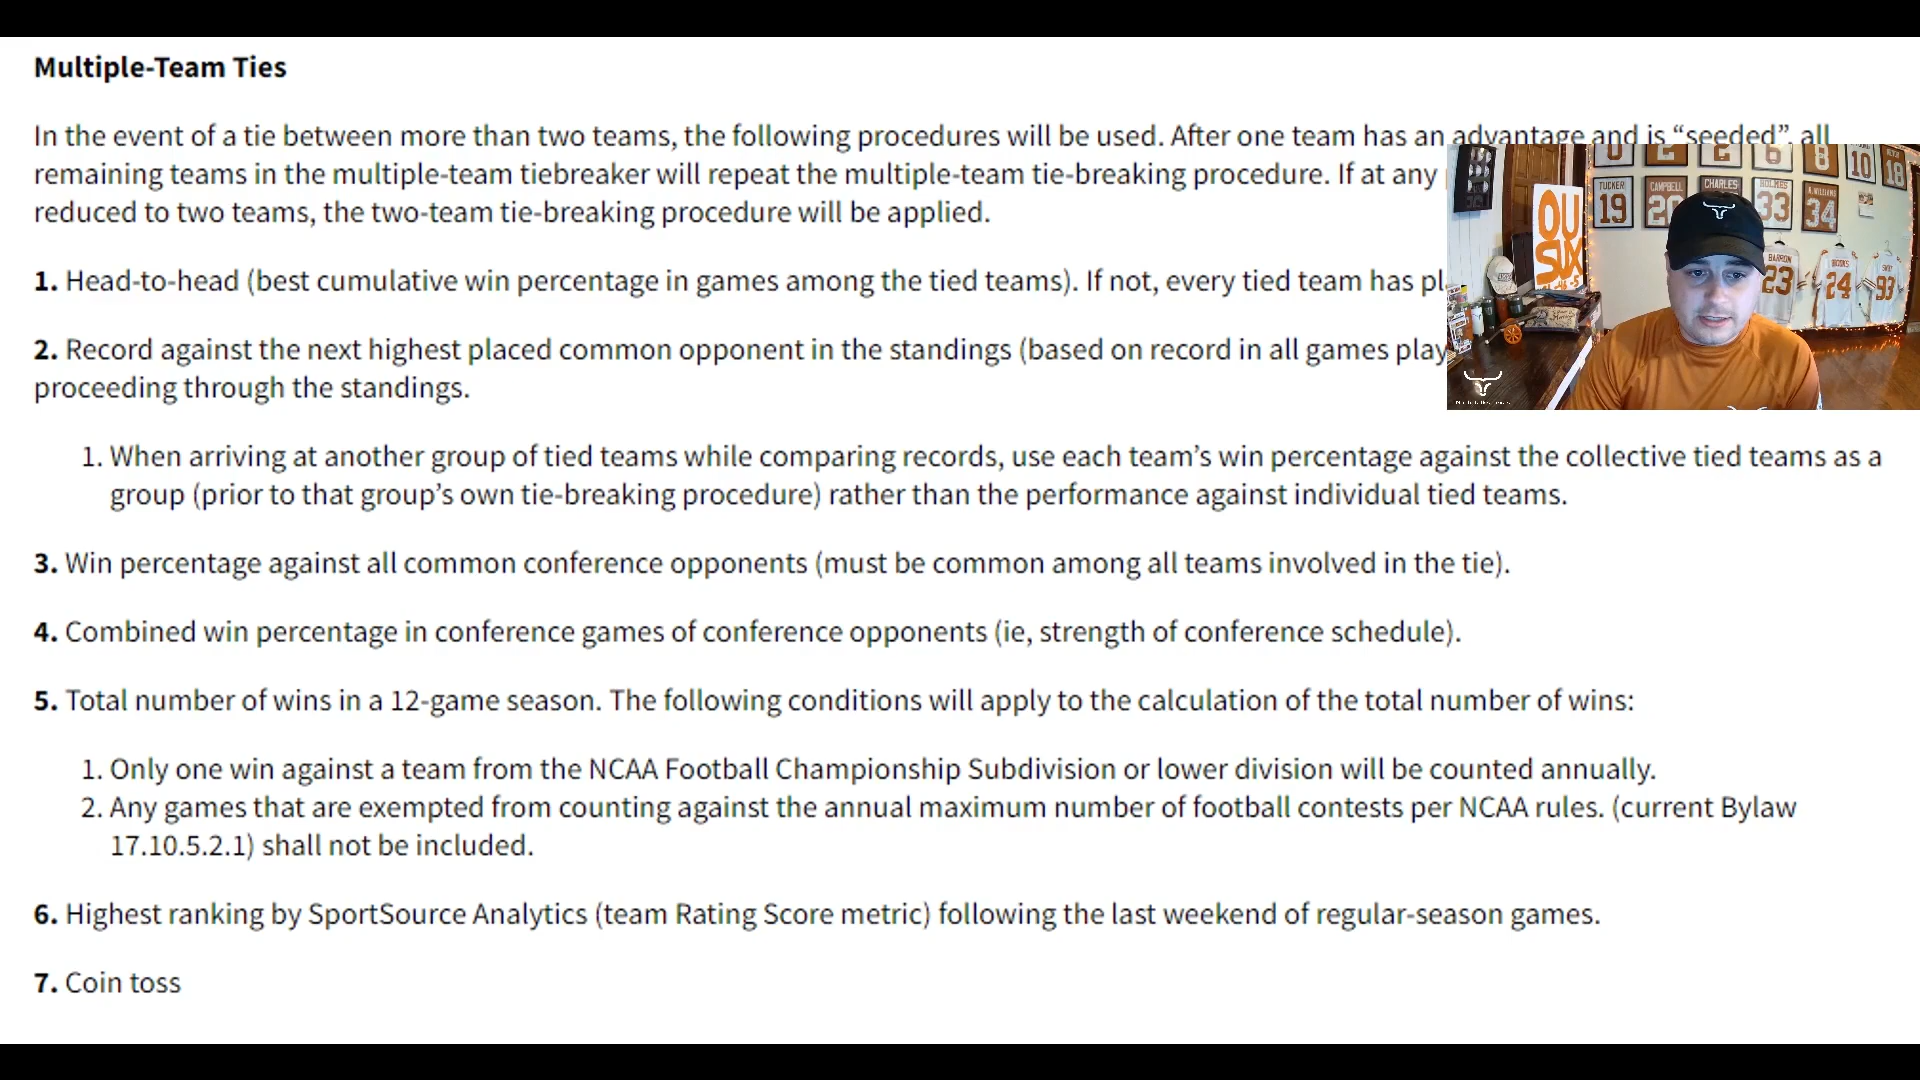 Multiple-Team Ties
In the event of a tie between more than two teams, the following procedures will be used. After one team has an advantage and is “seeded”, all
remaining teams in the multiple-team tiebreaker will repeat the multiple-team tie-breaking procedure. If at any
reduced to two teams, the two-team tie-breaking procedure will be applied.
1. Head-to-head (best cumulative win percentage in games among the tied teams). If not, every tied team has
2. Record against the next highest placed common opponent in the standings (based on record in all games
proceeding through the standings.
1. When arriving at another group of tied teams while comparing records, use each team’s win percentage against the collective tied teams as a
group (prior to that group’s own tie-breaking procedure) rather than the performance against individual tied teams.
3. Win percentage against all common conference opponents (must be common among all teams involved in the tie).
4. Combined win percentage in conference games of conference opponents (ie, strength of conference schedule).
5. Total number of wins in a 12-game season. The following conditions will apply to the calculation of the total number of wins:
1. Only one win against a team from the NCAA Football Championship Subdivision or lower division will be counted annually.
2. Any games that are exempted from counting against the annual maximum number of football contests per NCAA rules. (current Bylaw
17.10.5.2.1) shall not be included.
6. Highest ranking by SportSource Analytics (team Rating Score metric) following the last weekend of regular-season games.
7. Coin toss
8 10 18
TUCKER CAMPBELL CHARLES HOLMES A.WILLIAMS
19 20 33 34
OU
SUX
BARRON BROOKS SWEAT
23 24 93